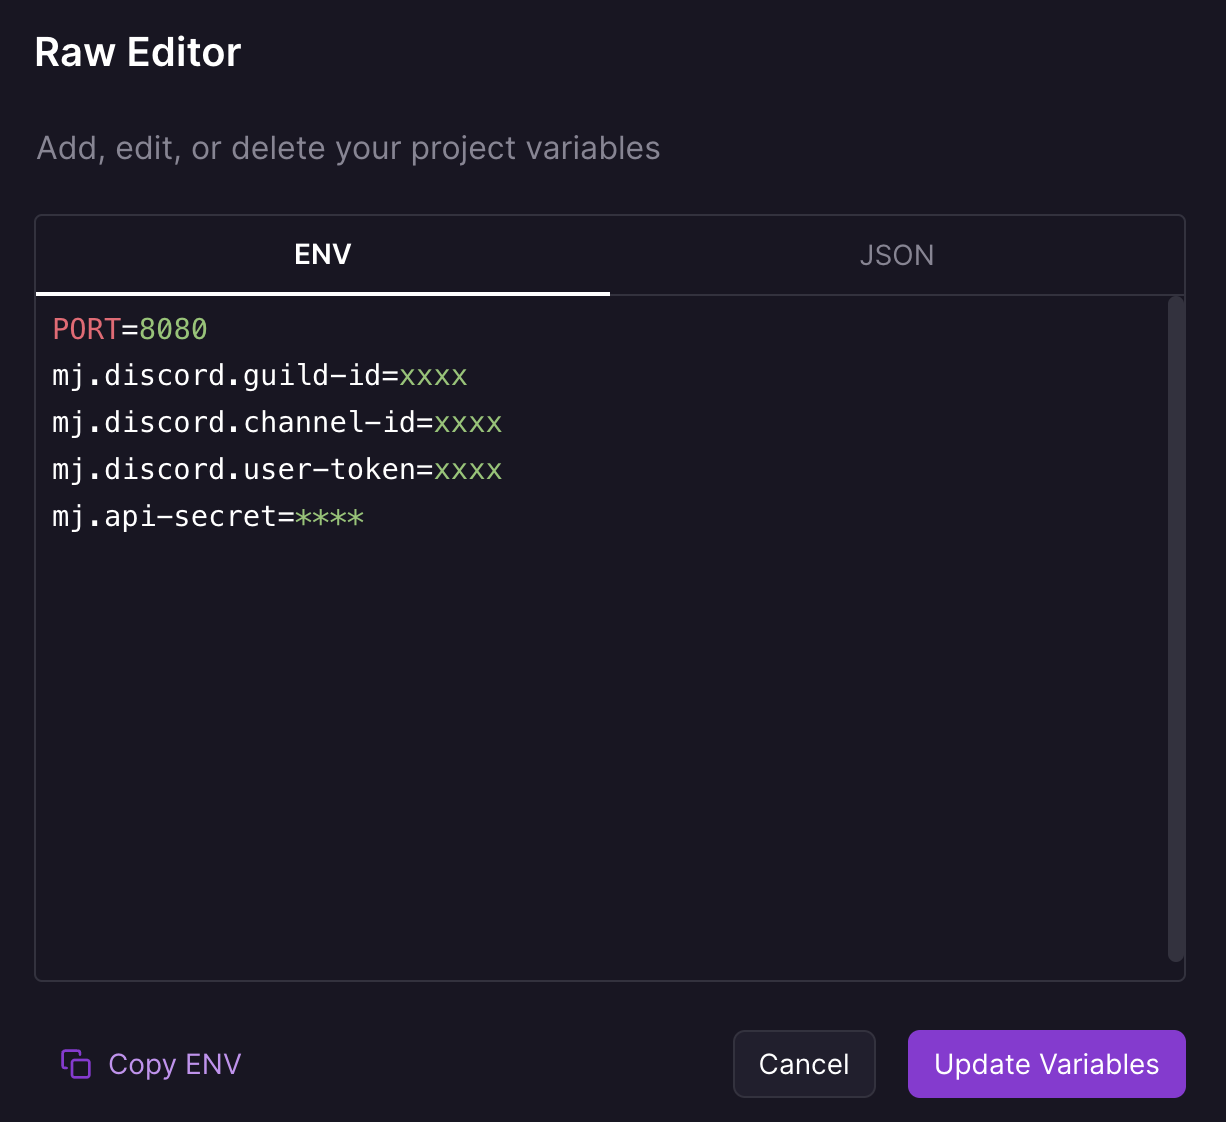 Raw Editor
Add, edit, or delete your project variables
ENV
JSON
PORT=8080
mj.discord.guild-id=xxxx
mj.discord.channel-id=xxxx
mj.discord.user-token=xxxx
mj.api-secret=****
Copy ENV
Cancel
Update Variables